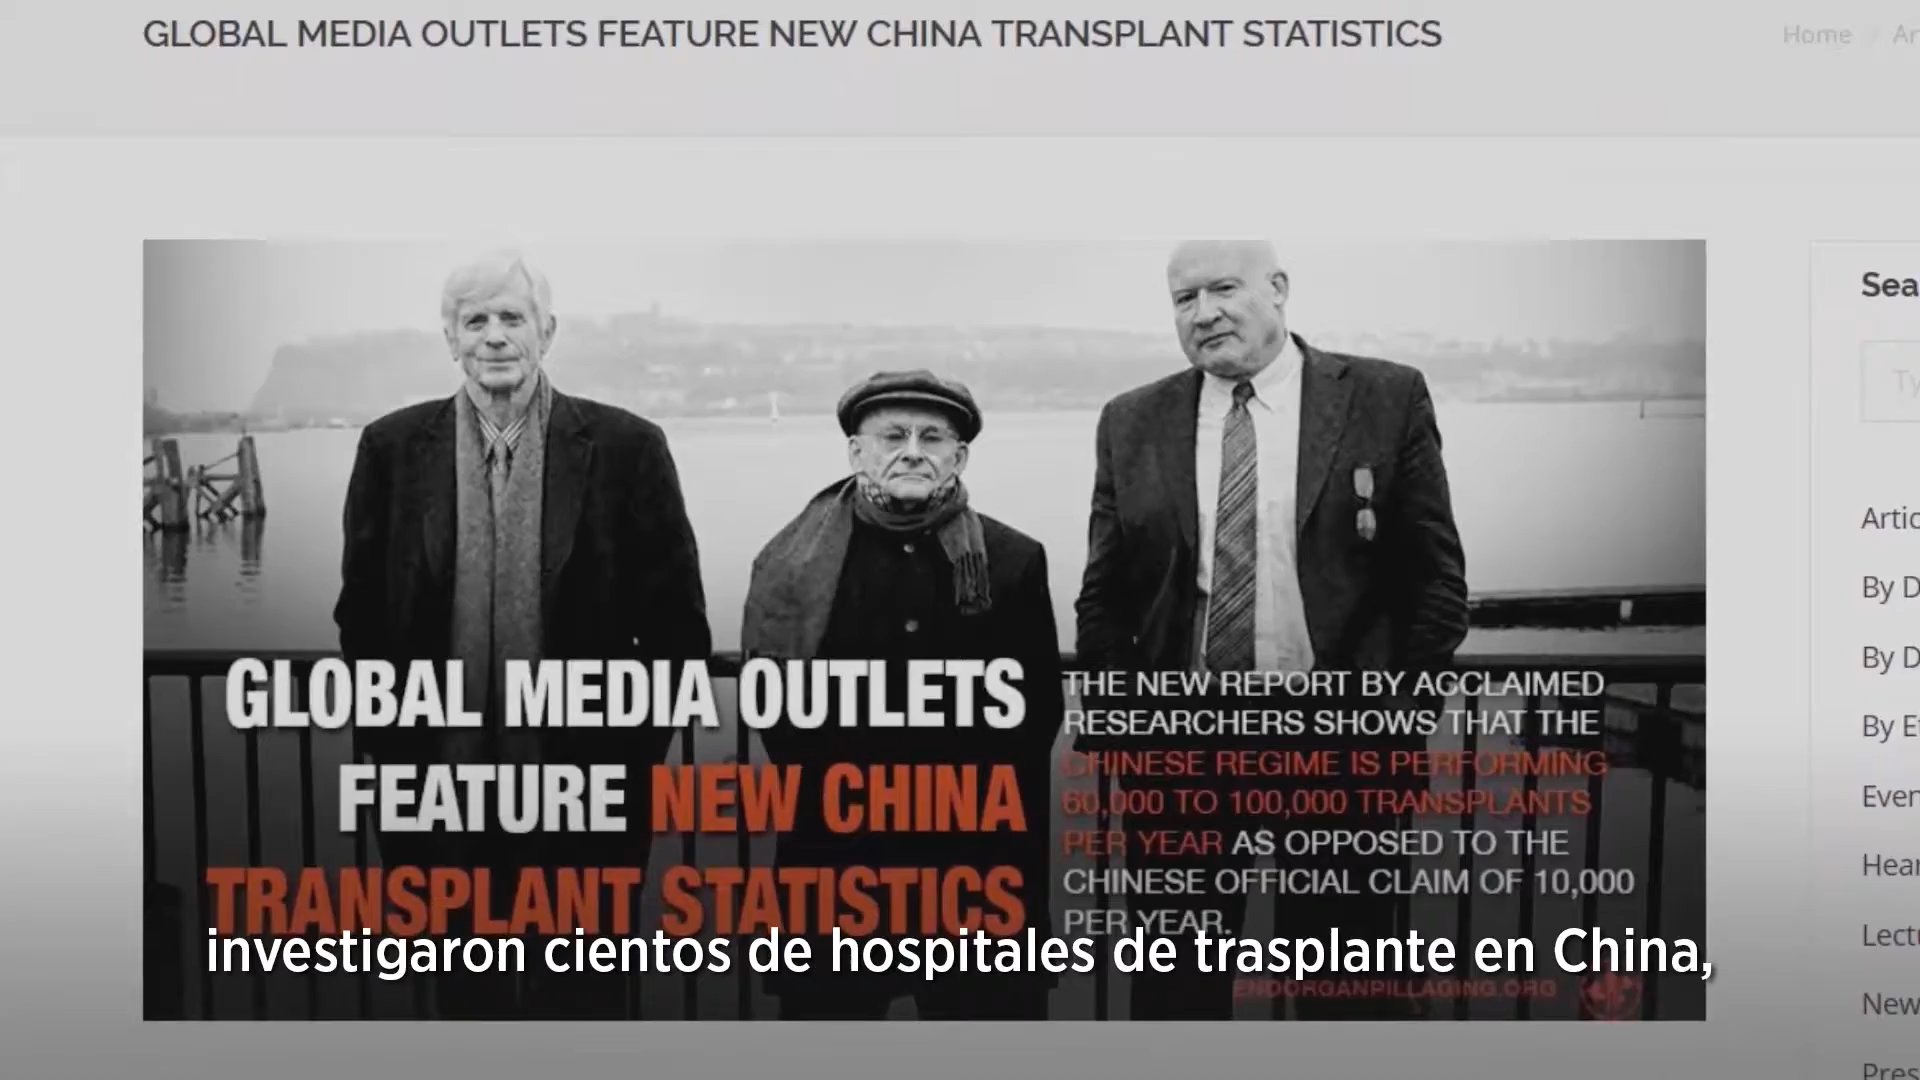 GLOBAL MEDIA OUTLETS FEATURE NEW CHINA TRANSPLANT STATISTICS
Home
GLOBAL MEDIA OUTLETS
FEATURE NEW CHINA
TRANSPLANT STATISTICS
THE NEW REPORT BY ACCLAIMED
RESEARCHERS SHOWS THAT THE
CHINESE REGIME IS PERFORMING
60,000 TO 100,000 TRANSPLANTS
PER YEAR AS OPPOSED TO THE
CHINESE OFFICIAL CLAIM OF 10,000
PER YEAR.
ENDORGANPILLAGING.ORG
investigaron cientos de hospitales de trasplante en China,
Sea
Ty
Artic
By D
By D
By Et
Even
Hear
Lectu
New
Pres